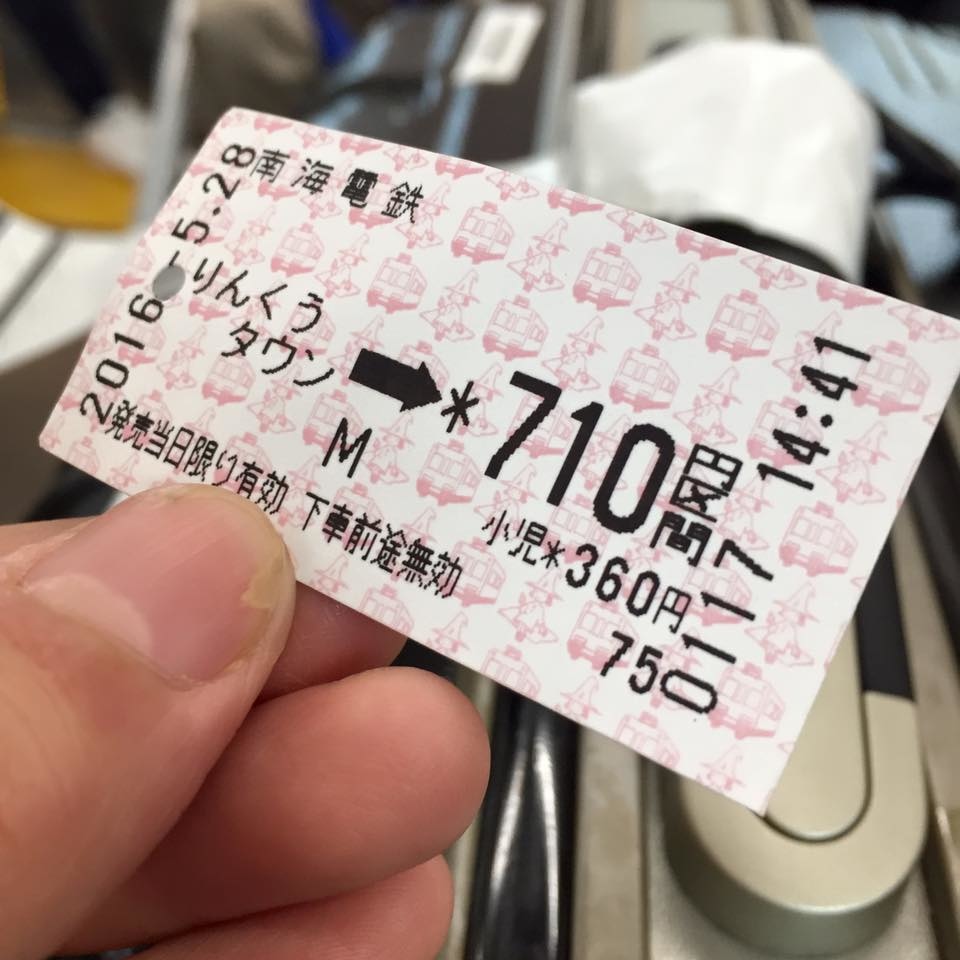 南海電鉄
2016.-5.28
りんくう
タウン
➡*710円
区間
M
小児*360円
発売当日限り有効 下車前途無効
14:41
0117
750